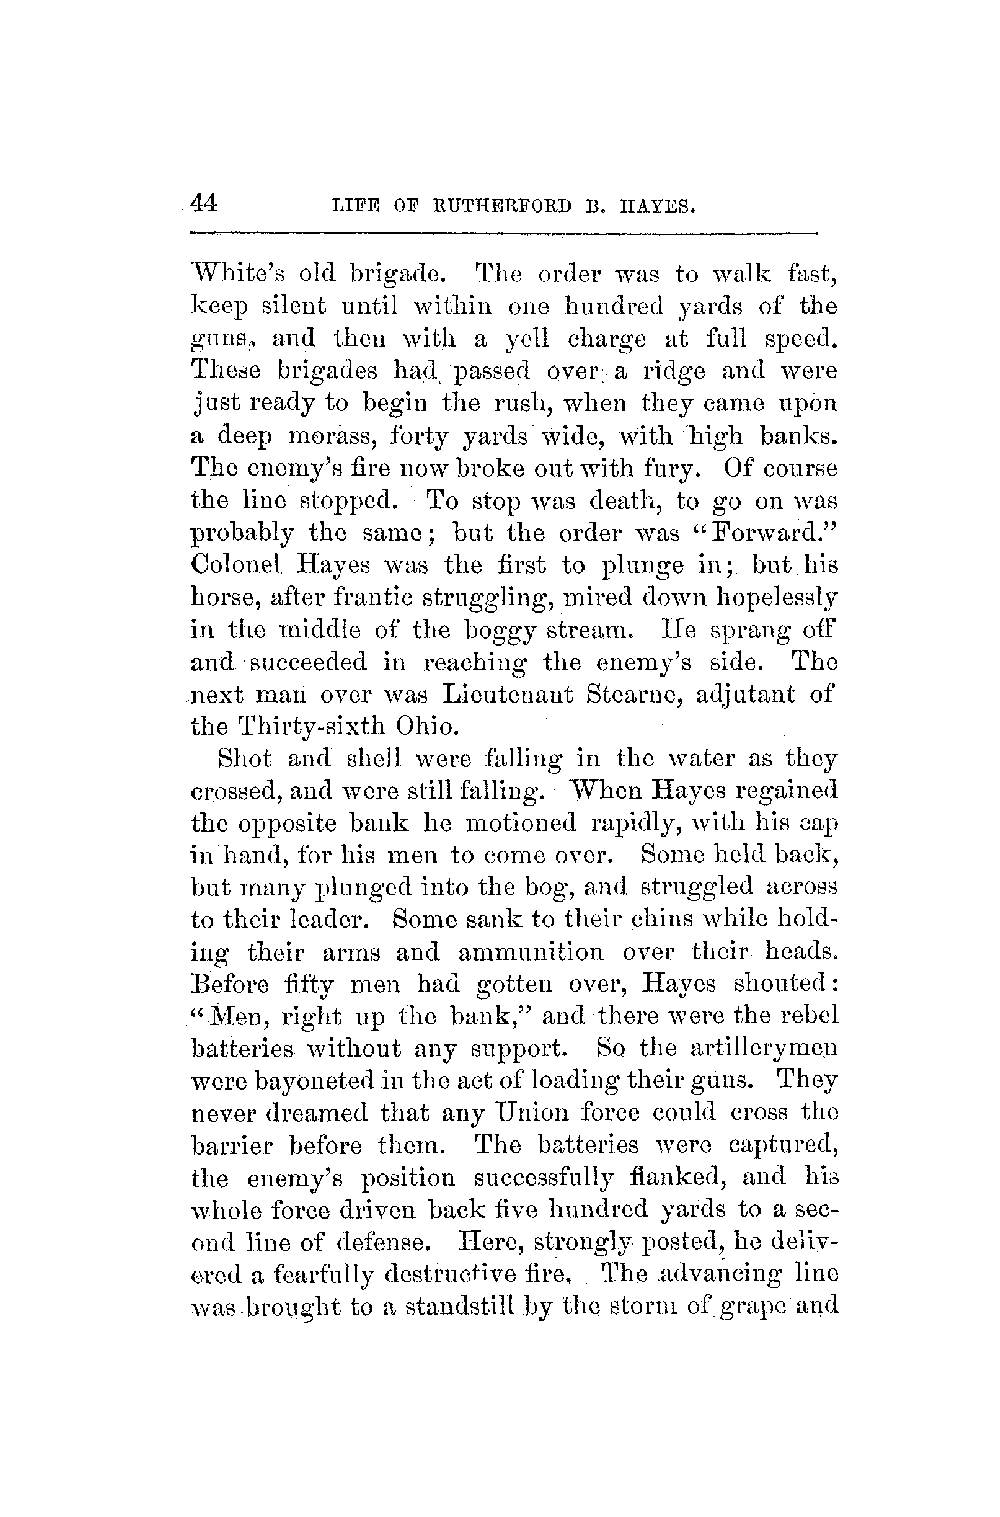 44 LIFE OF RUTHERFORD B. HAYES.
White's old brigade. The order was to walk fast,
keep silent until within one hundred yards of the
guns, and then with a yell charge at full speed.
These brigades had passed over a ridge and were
just ready to begin the rush, when they came upon
a deep morass, forty yards wide, with high banks.
The enemy's fire now broke out with fury. Of course
the line stopped. To stop was death, to go on was
probably the same; but the order was "Forward."
Colonel Hayes was the first to plunge in; but his
horse, after frantic struggling, mired down hopelessly
in the middle of the boggy stream. He sprang off
and succeeded in reaching the enemy's side. The
next man over was Lieutenant Stearne, adjutant of
the Thirty-sixth Ohio.
Shot and shell were falling in the water as they
crossed, and were still falling. When Hayes regained
the opposite bank he motioned rapidly, with his cap
in hand, for his men to come over. Some held back,
but many plunged into the bog, and struggled across
to their leader. Some sank to their chins while hold-
ing their arms and ammunition over their heads.
Before fifty men had gotten over, Hayes shouted:
"Men, right up the bank," and there were the rebel
batteries without any support. So the artillerymen
were bayoneted in the act of loading their guns. They
never dreamed that any Union force could cross the
barrier before them. The batteries were captured,
the enemy's position successfully flanked, and his
whole force driven back five hundred yards to a sec-
ond line of defense. Here, strongly posted, he deliv-
ered a fearfully destructive fire. The advancing line
was brought to a standstill by the storm of grape and